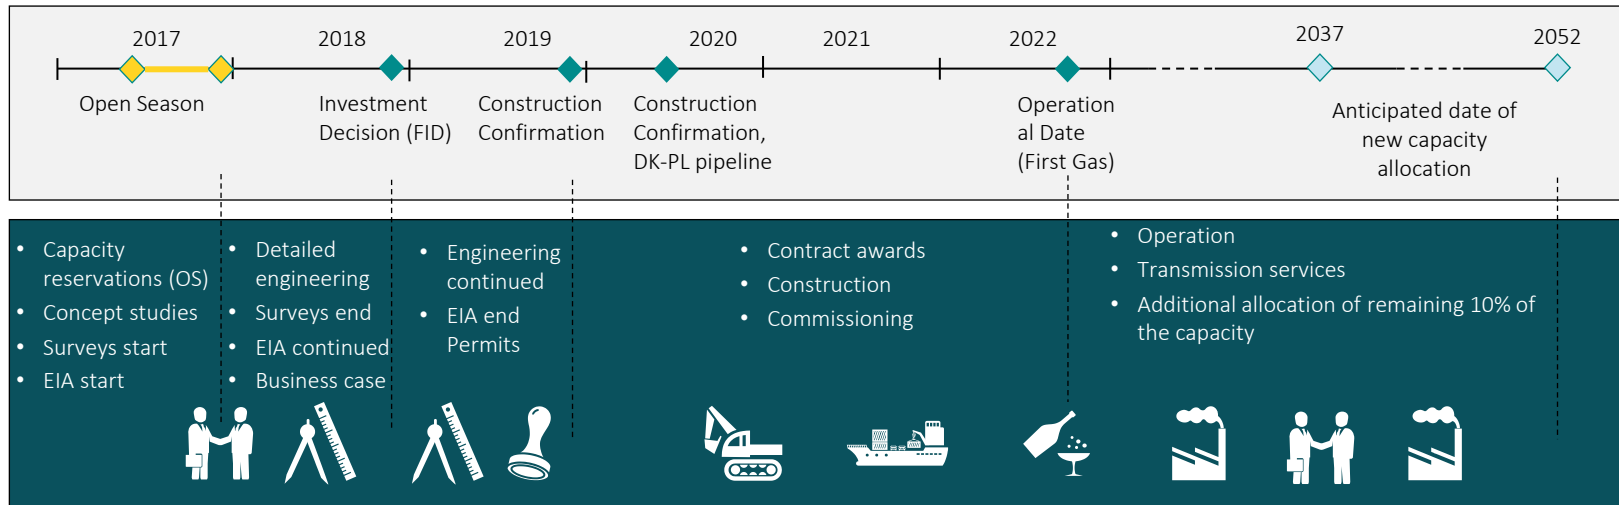 2017
2018
2019
2020
2021
2022
2037
2052
Open Season
Investment
Decision (FID)
Construction
Confirmation
Construction
Confirmation,
DK-PL pipeline
Operation
al Date
(First Gas)
Anticipated date of
new capacity
allocation
• Capacity
reservations (OS)
• Concept studies
• Surveys start
• EIA start
• Detailed
engineering
• Surveys end
• EIA continued
• Business case
• Engineering
continued
• EIA end
Permits
• Contract awards
• Construction
• Commissioning
• Operation
• Transmission services
• Additional allocation of remaining 10% of
the capacity